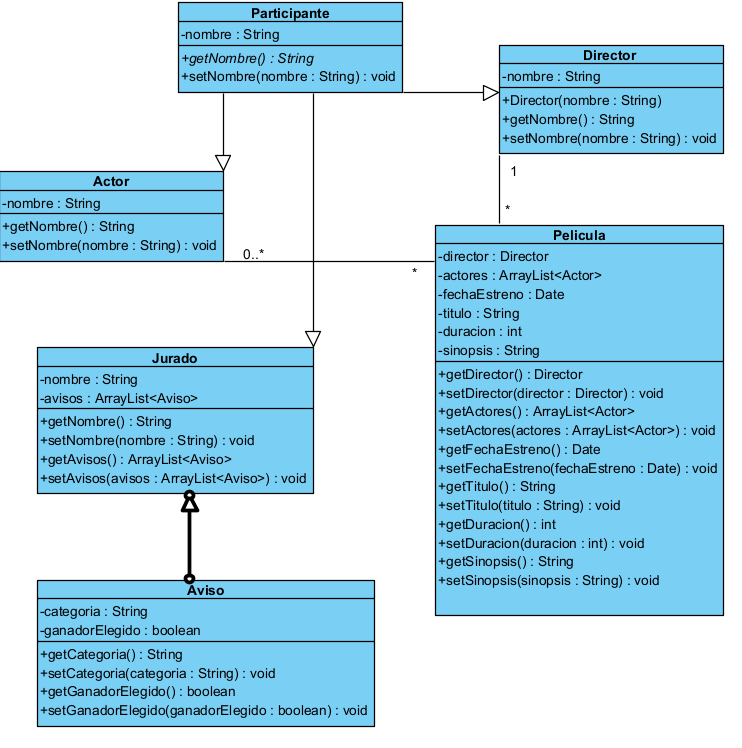 Participante
-nombre : String
+getNombre() : String
+setNombre(nombre : String) : void
Director
-nombre : String
+Director(nombre : String)
+getNombre() : String
+setNombre(nombre : String) : void
1
*
Actor
-nombre : String
+getNombre() : String
+setNombre(nombre : String) : void
0..*
*
Pelicula
-director : Director
-actores : ArrayList<Actor>
-fechaEstreno : Date
-titulo : String
-duracion : int
-sinopsis : String
+getDirector() : Director
+setDirector(director : Director) : void
+getActores() : ArrayList<Actor>
+setActores(actores : ArrayList<Actor>) : void
+getFechaEstreno() : Date
+setFechaEstreno(fechaEstreno : Date) : void
+getTitulo() : String
+setTitulo(titulo : String) : void
+getDuracion() : int
+setDuracion(duracion : int) : void
+getSinopsis() : String
+setSinopsis(sinopsis : String) : void
Jurado
-nombre : String
-avisos : ArrayList<Aviso>
+getNombre() : String
+setNombre(nombre : String) : void
+getAvisos() : ArrayList<Aviso>
+setAvisos(avisos : ArrayList<Aviso>) : void
Aviso
-categoria : String
-ganadorElegido : boolean
+getCategoria() : String
+setCategoria(categoria : String) : void
+getGanadorElegido() : boolean
+setGanadorElegido(ganadorElegido : boolean) : void